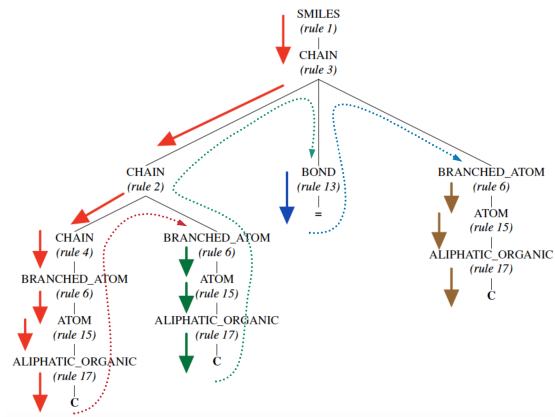 SMILES
(rule 1)
CHAIN
(rule 3)
CHAIN
(rule 2)
BOND
(rule 13)
=
BRANCHED_ATOM
(rule 6)
ATOM
(rule 15)
ALIPHATIC_ORGANIC
(rule 17)
C
CHAIN
(rule 4)
BRANCHED_ATOM
(rule 6)
ATOM
(rule 15)
ALIPHATIC_ORGANIC
(rule 17)
C
BRANCHED_ATOM
(rule 6)
ATOM
(rule 15)
ALIPHATIC_ORGANIC
(rule 17)
C